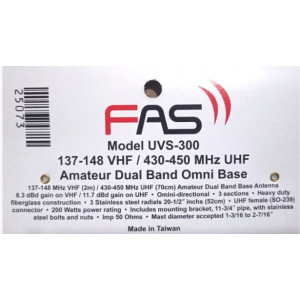 25073
FAS
Model UVS-300
137-148 VHF / 430-450 MHz UHF
Amateur Dual Band Omni Base
137-148 MHz VHF (2m) / 430-450 MHz UHF (70cm) Amateur Dual Band Base Antenna
8.3 dBd gain on VHF / 11.7 dBd gain on UHF • Omni-directional • 3 sections • Heavy duty
fiberglass construction • 3 Stainless steel radials 20-1/2" inchs (52cm) • UHF female (SO-239)
connector • 200 Watts power rating • Includes mounting bracket, 11-3/4" pipe, with stainless
steel bolts and nuts • Imp 50 Ohms • Mast diameter accepted 1-3/16 to 2-7/16"
Made in Taiwan